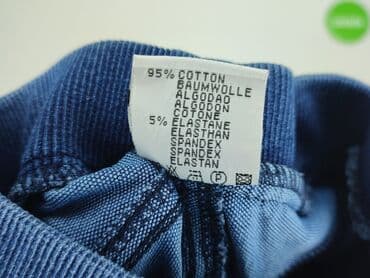 95% COTTON
BAUMWOLLE
ALGODAO
ALGODON
COTONE
5% ELASTANE
ELASTHAN
SPANDEX
SPANDEX
ELASTAN
P